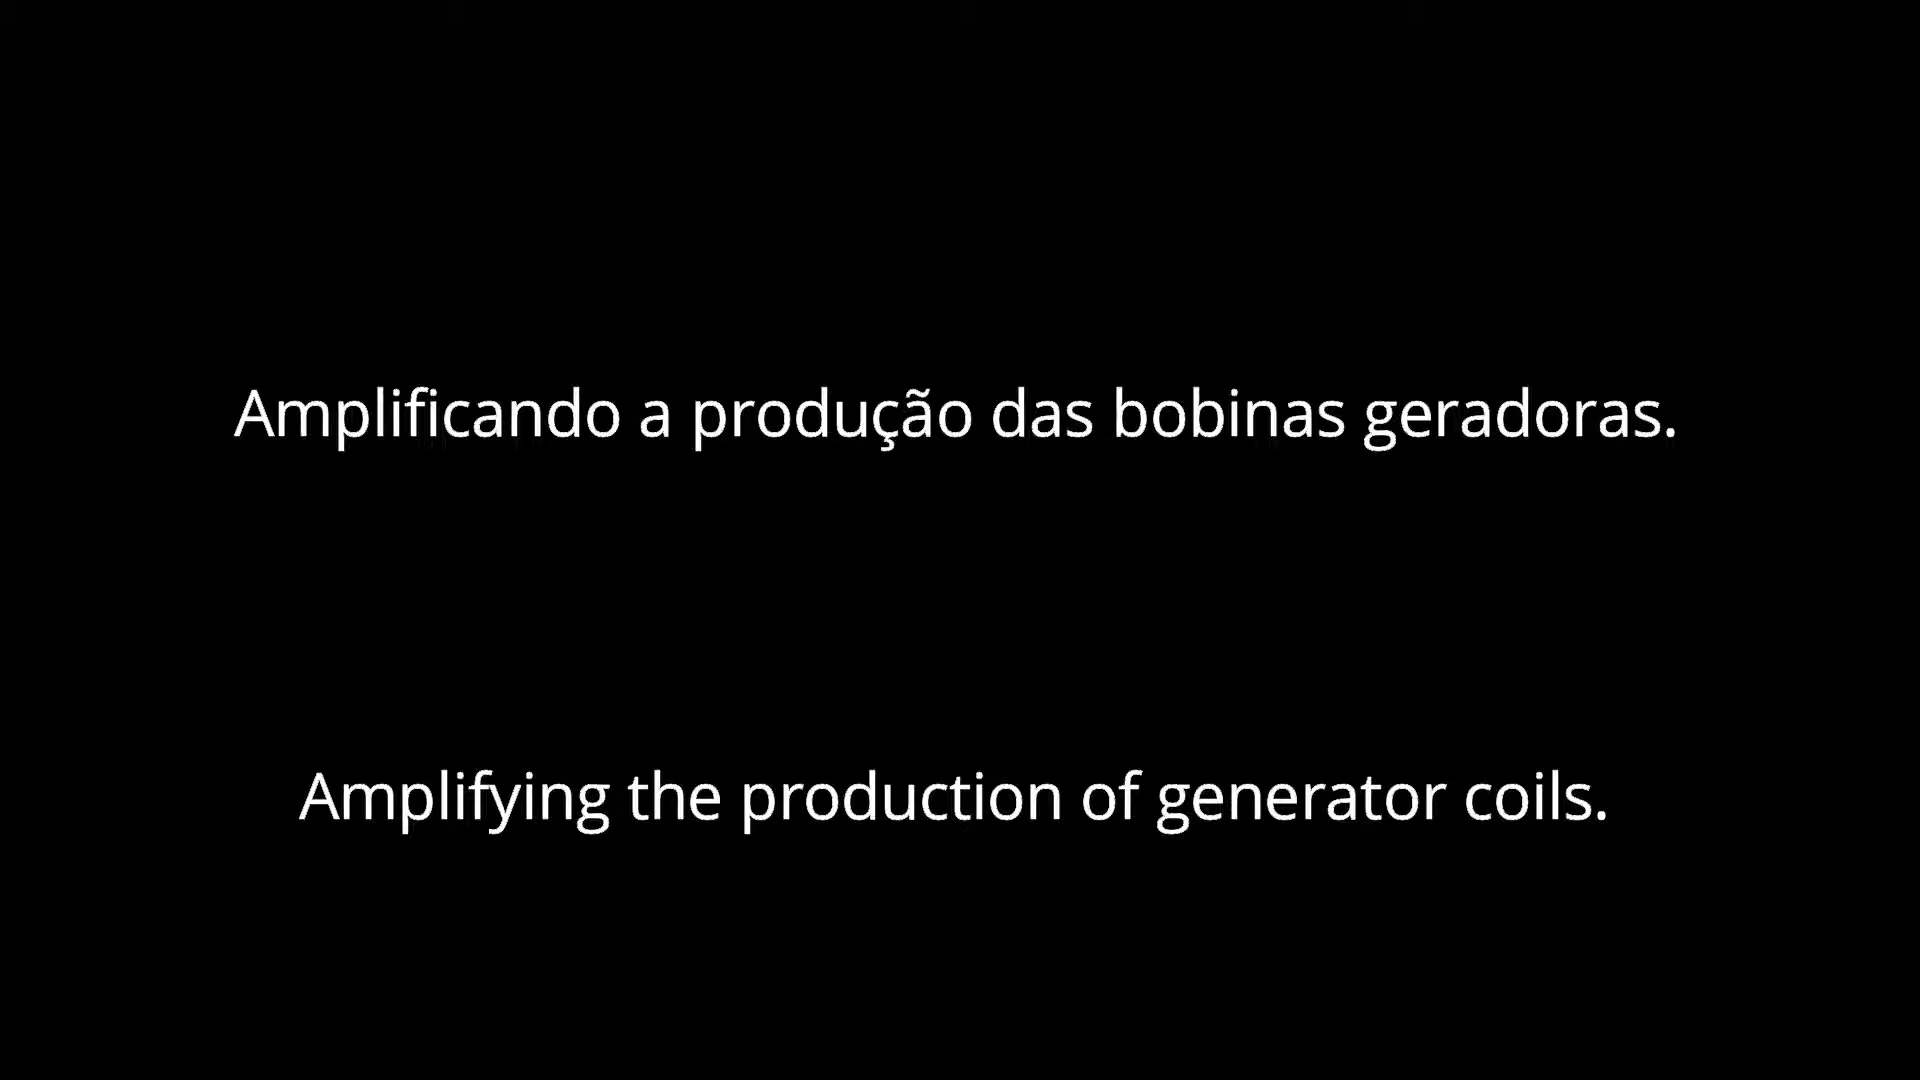 Amplificando a produção das bobinas geradoras.
Amplifying the production of generator coils.